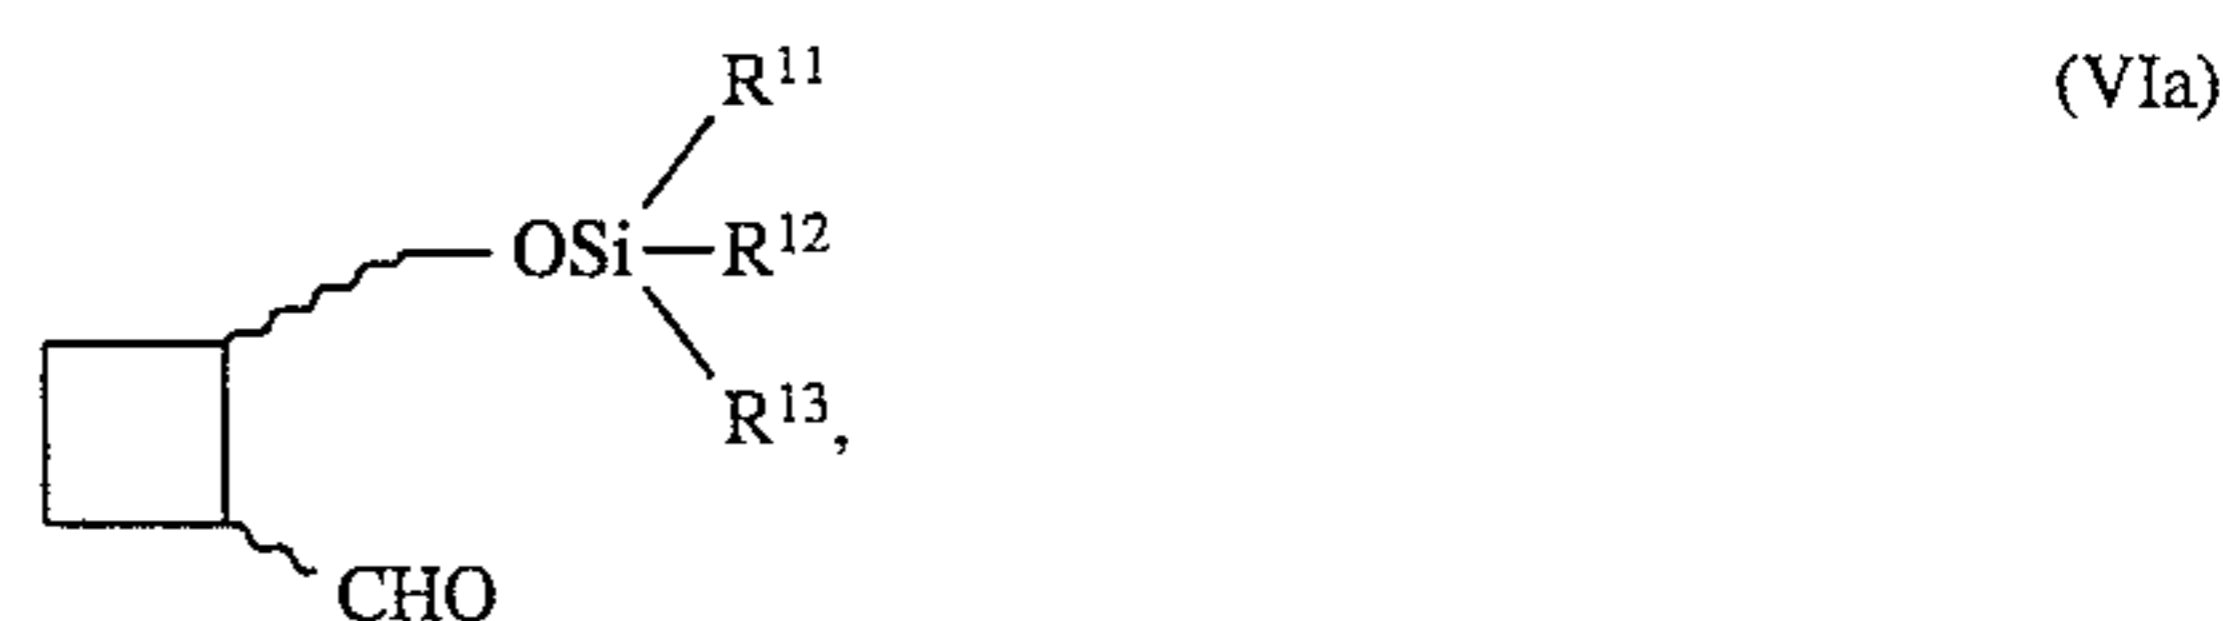 R¹¹ (VIa)
OSi—R¹²
R¹³,
CHO